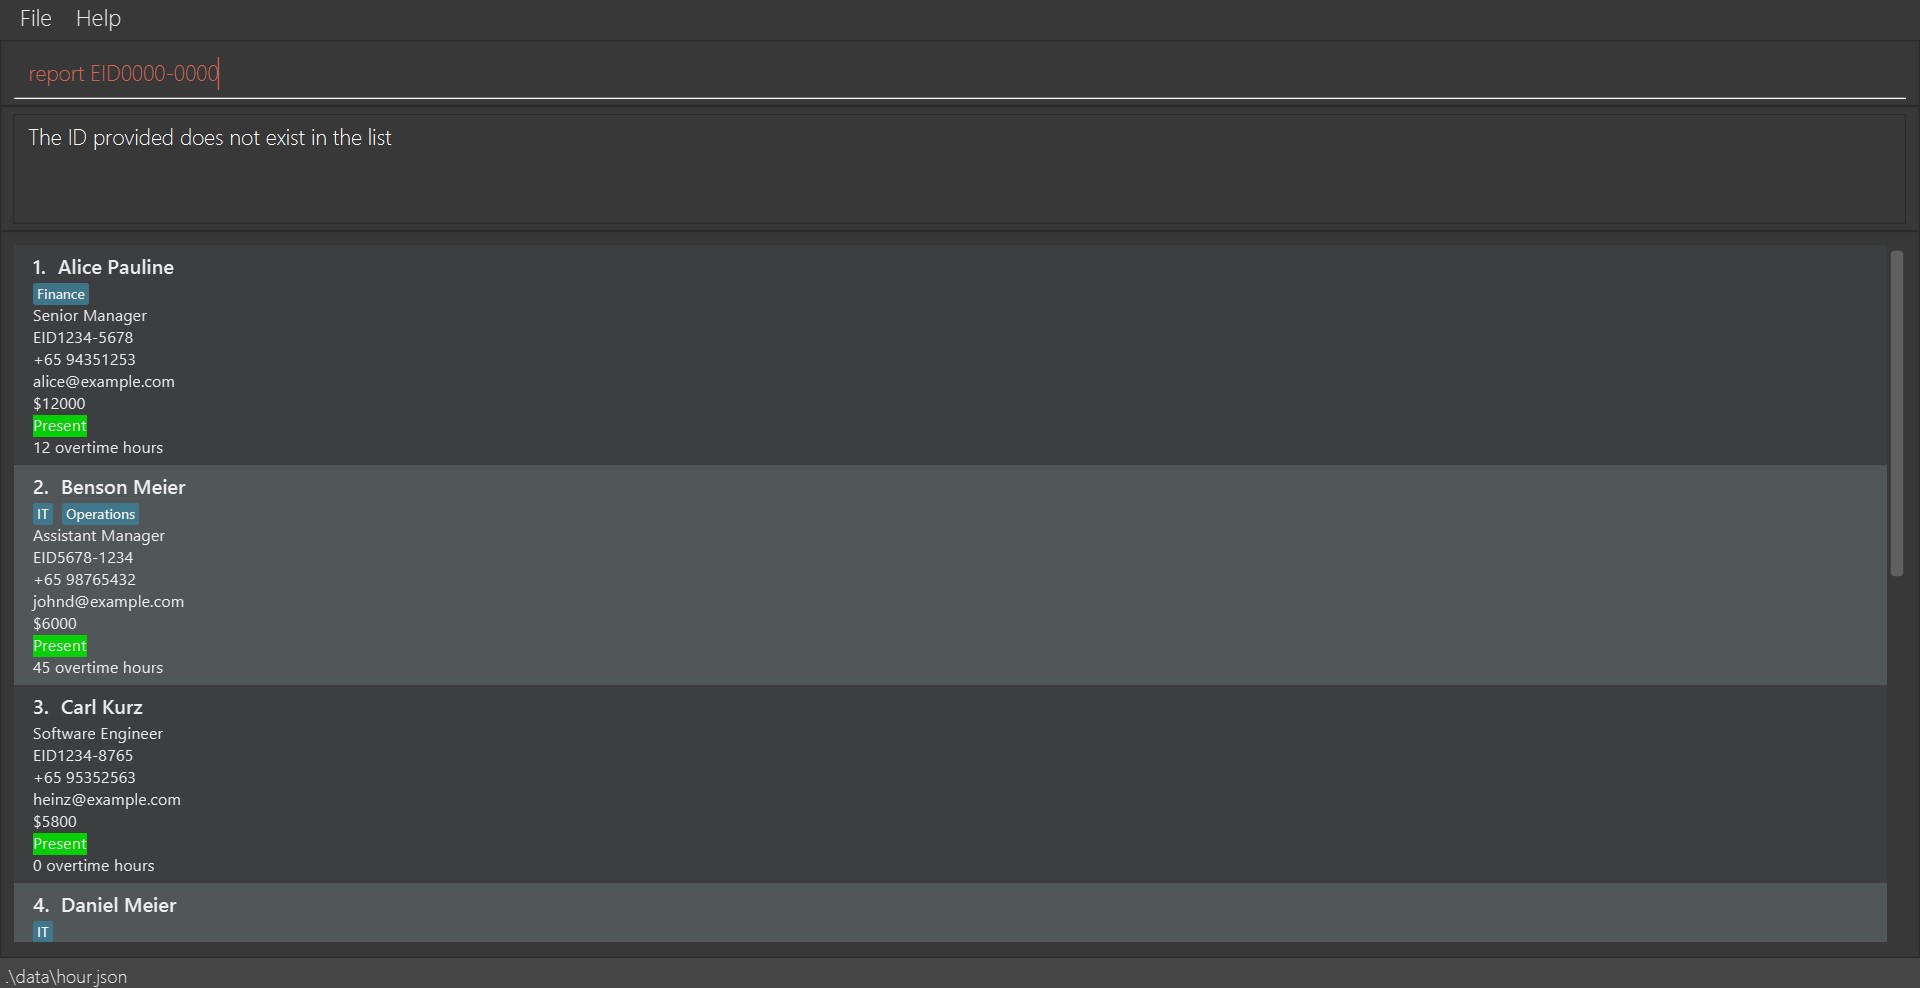 File Help
report EID0000-0000
The ID provided does not exist in the list
1. Alice Pauline
Finance
Senior Manager
EID1234-5678
+65 94351253
alice@example.com
$12000
Present
12 overtime hours
2. Benson Meier
IT Operations
Assistant Manager
EID5678-1234
+65 98765432
johnd@example.com
$6000
Present
45 overtime hours
3. Carl Kurz
Software Engineer
EID1234-8765
+65 95352563
heinz@example.com
$5800
Present
0 overtime hours
4. Daniel Meier
IT
.\data\hour.json